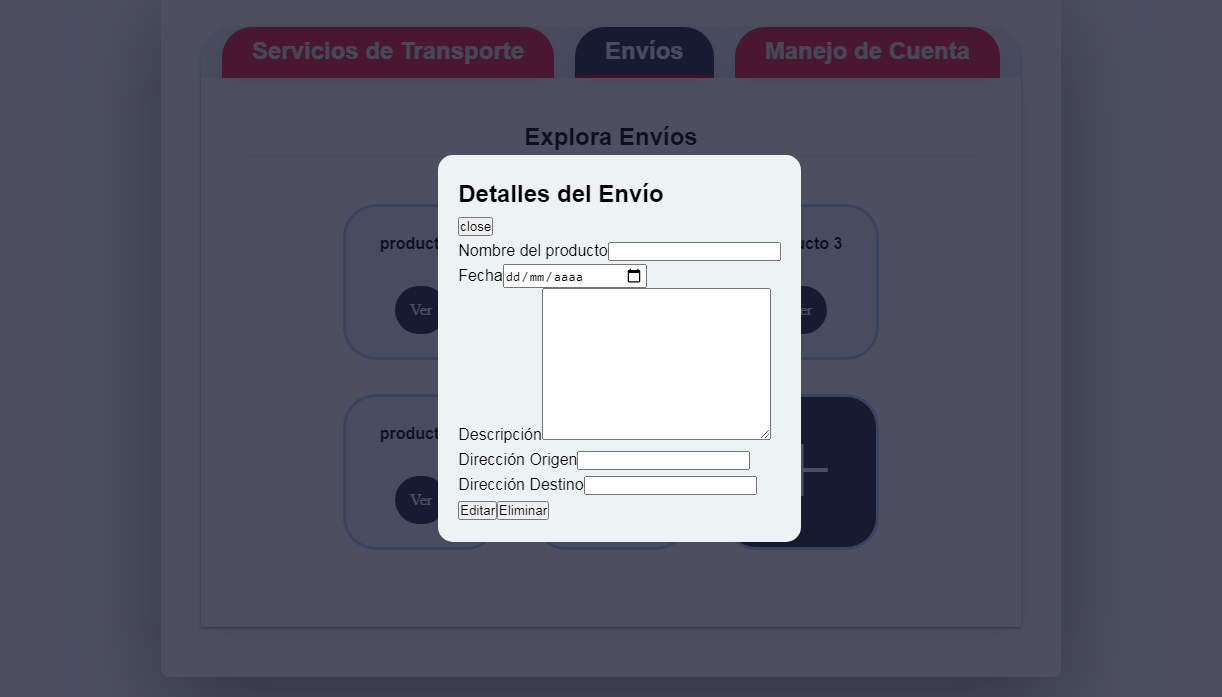 Servicios de Transporte Envíos Manejo de Cuenta
Explora Envíos
Detalles del Envío
close
Nombre del producto
Fecha dd/mm/aaaa
Descripción
Dirección Origen
Dirección Destino
Editar Eliminar
product
ucto 3
Ver
er
product
Ver